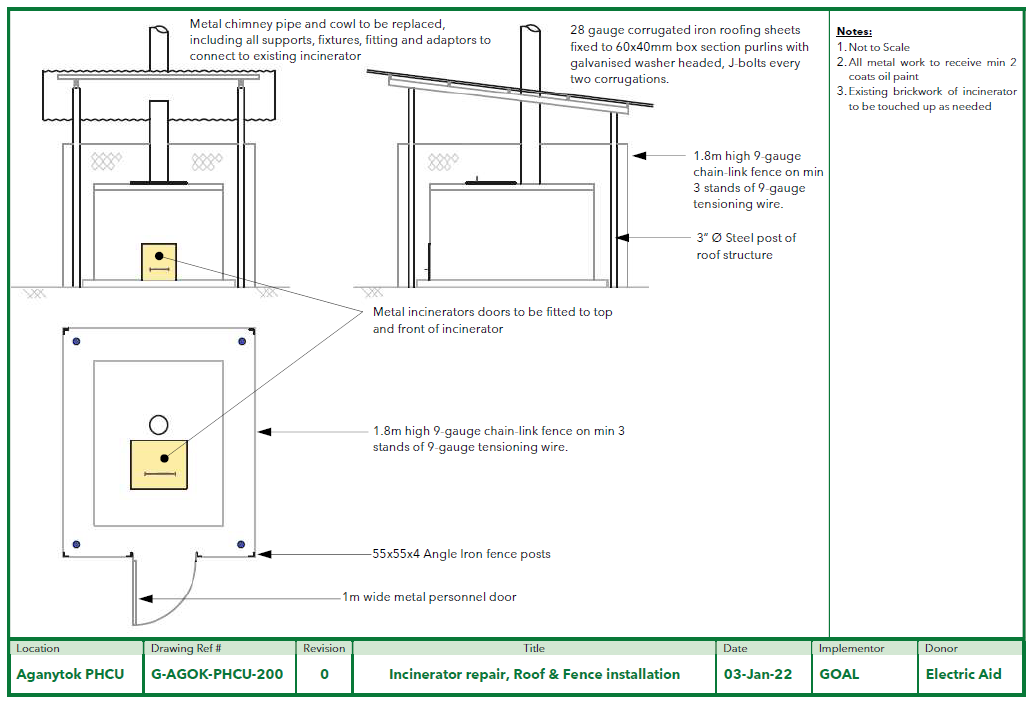 Metal chimney pipe and cowl to be replaced,
including all supports, fixtures, fitting and adaptors to
connect to existing incinerator
28 gauge corrugated iron roofing sheets
fixed to 60x40mm box section purlins with
galvanised washer headed, J-bolts every
two corrugations.
Notes:
1. Not to Scale
2. All metal work to receive min 2
coats oil paint
3. Existing brickwork of incinerator
to be touched up as needed
1.8m high 9-gauge
chain-link fence on min
3 stands of 9-gauge
tensioning wire.
3” Ø Steel post of
roof structure
Metal incinerators doors to be fitted to top
and front of incinerator
1.8m high 9-gauge chain-link fence on min 3
stands of 9-gauge tensioning wire.
55x55x4 Angle Iron fence posts
1m wide metal personnel door
Location
Aganytok PHCU
Drawing Ref #
G-AGOK-PHCU-200
Revision
0
Title
Incinerator repair, Roof & Fence installation
Date
03-Jan-22
Implementor
GOAL
Donor
Electric Aid